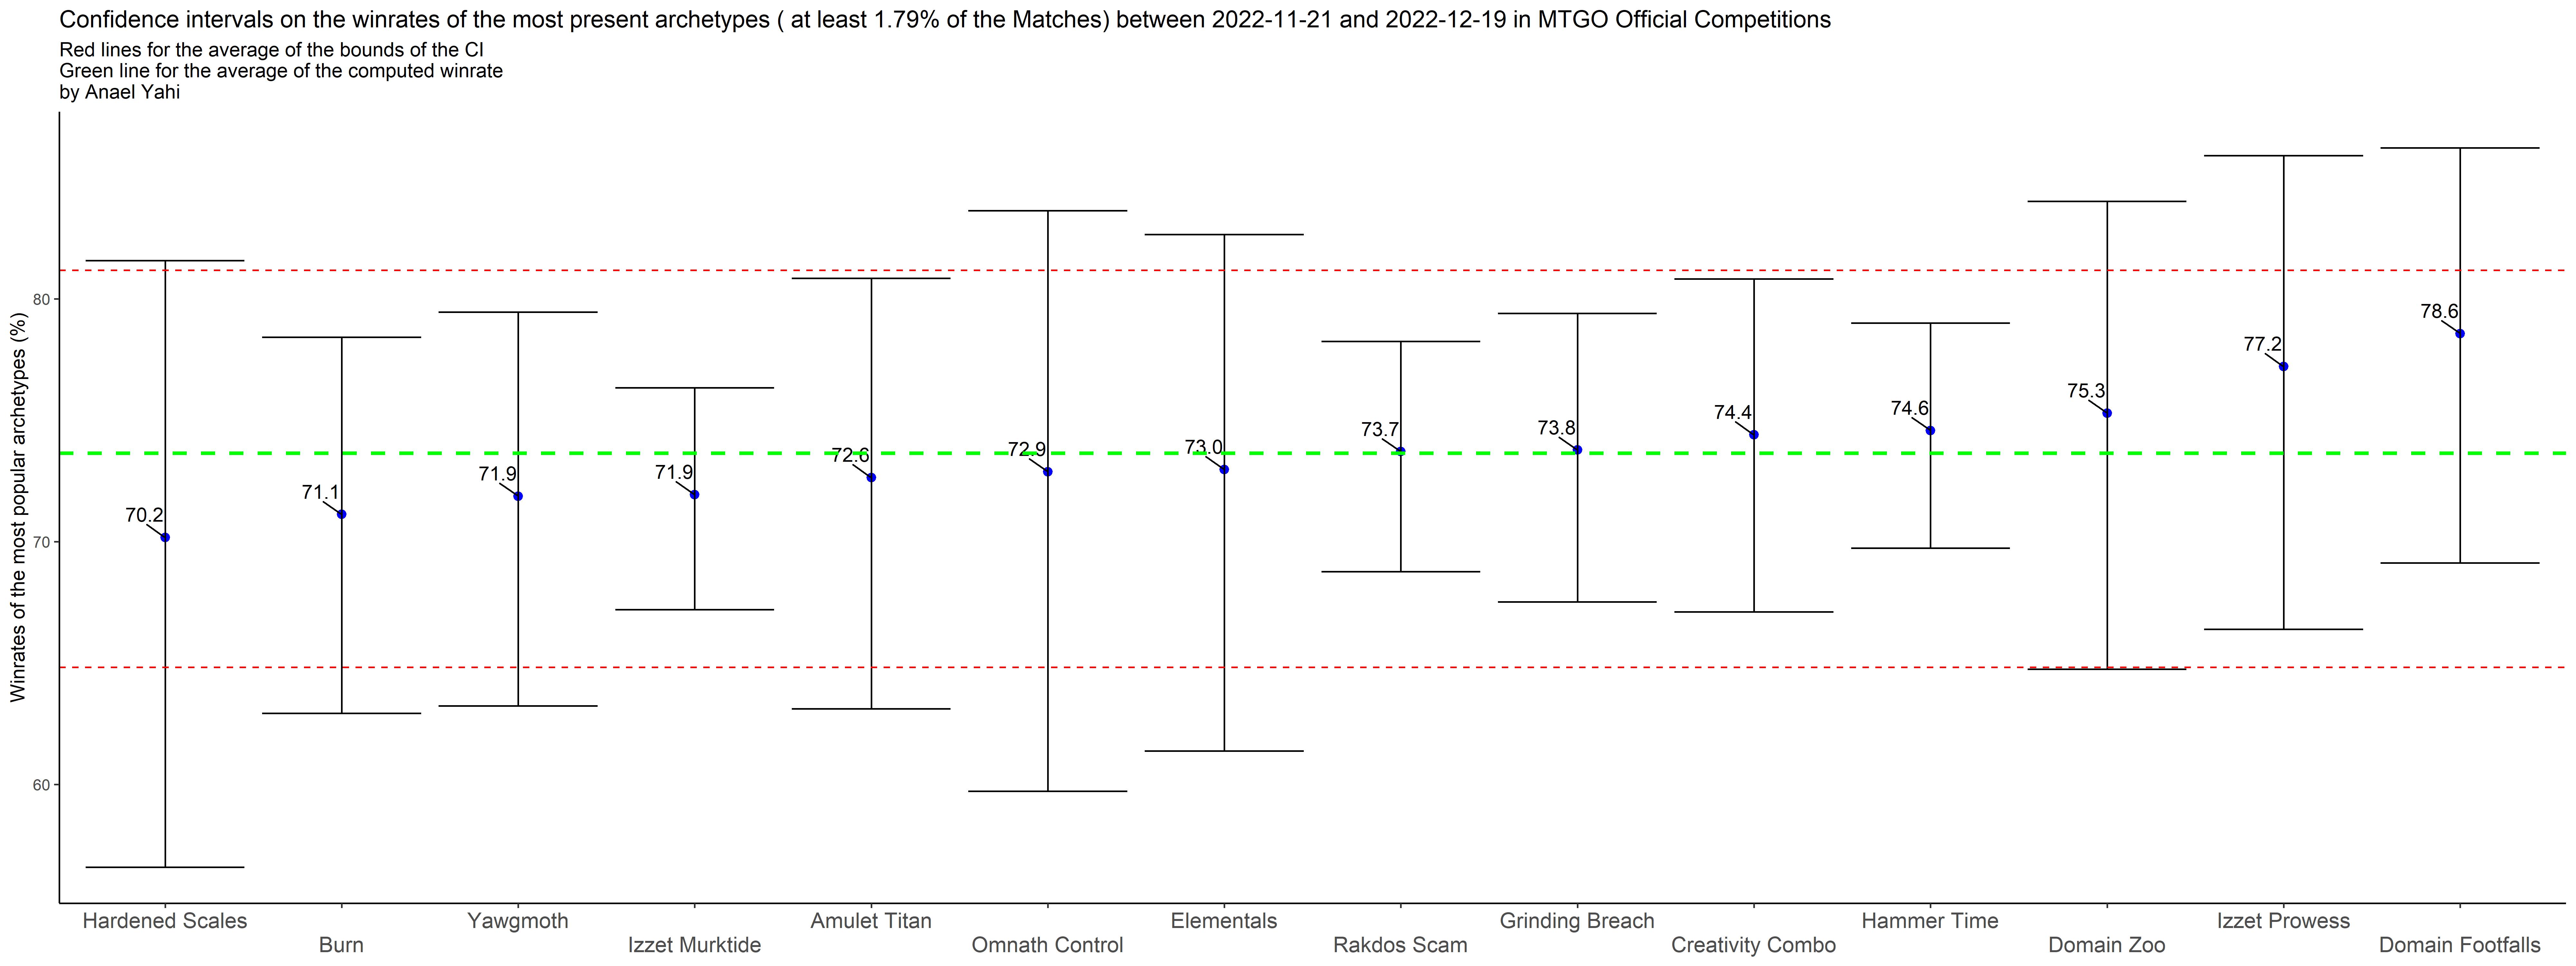 Confidence intervals on the winrates of the most present archetypes ( at least 1.79% of the Matches) between 2022-11-21 and 2022-12-19 in MTGO Official Competitions
Red lines for the average of the bounds of the CI
Green line for the average of the computed winrate
by Anael Yahi
Winrates of the most popular archetypes (%)
80
70
60
70.2
71.1
71.9
71.9
72.6
72.9
73.0
73.7
73.8
74.4
74.6
75.3
77.2
78.6
Hardened Scales
Burn
Yawgmoth
Izzet Murktide
Amulet Titan
Omnath Control
Elementals
Rakdos Scam
Grinding Breach
Creativity Combo
Hammer Time
Domain Zoo
Izzet Prowess
Domain Footfalls